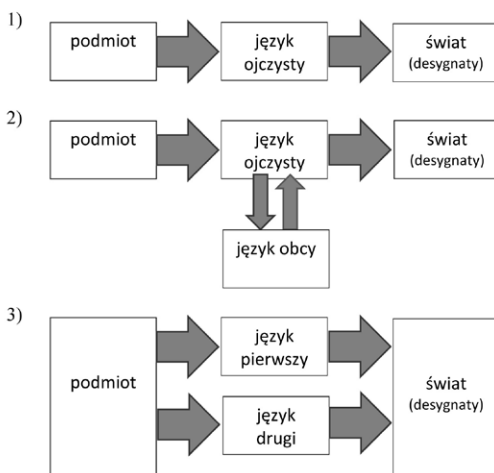 1)
podmiot
język
ojczysty
świat
(desygnaty)
2)
podmiot
język
ojczysty
świat
(desygnaty)
język obcy
3)
podmiot
język
pierwszy
język
drugi
świat
(desygnaty)